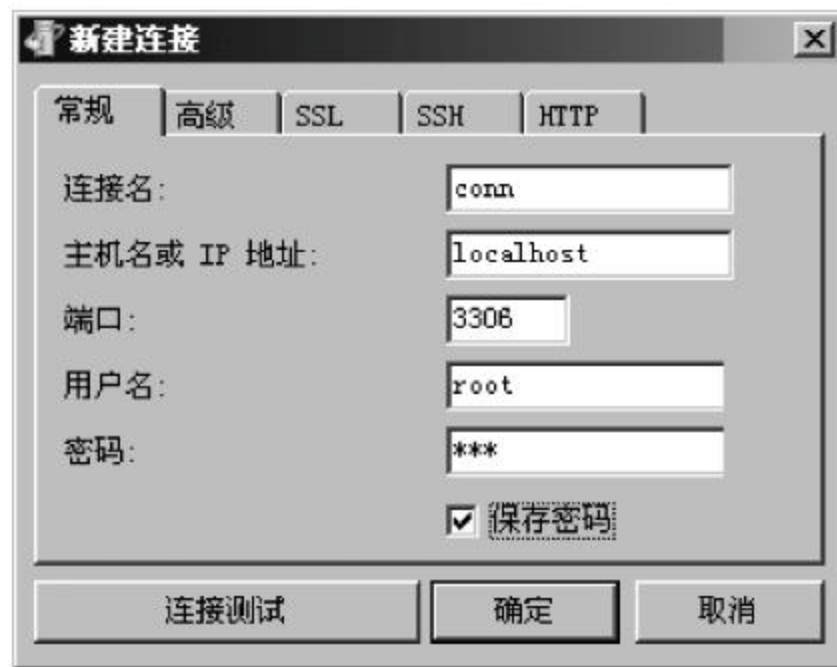 新建连接
常规 高级 SSL SSH HTTP
连接名: conn
主机名或 IP 地址: localhost
端口: 3306
用户名: root
密码: ***
保存密码
连接测试 确定 取消